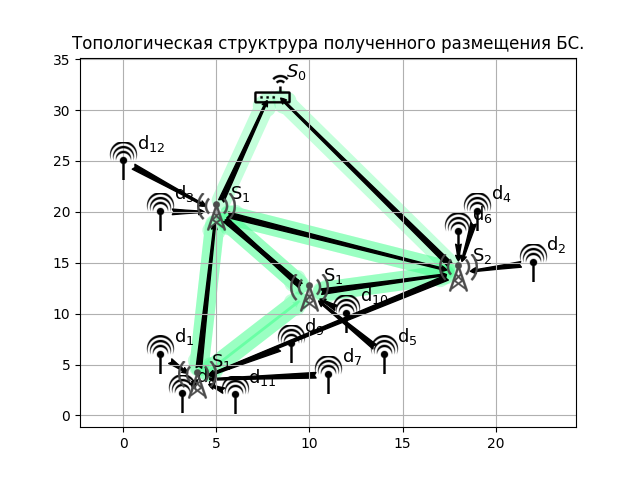 Топологическая структрура полученного размещения БС.
35
30
25
20
15
10
5
0
0
5
10
15
20
S₀
d₁₂
d₃
S₁
d₄
d₆
S₂
d₂
S₁
d₁₀
d₉
d₅
d₁
S₁
d₇
d₁₁